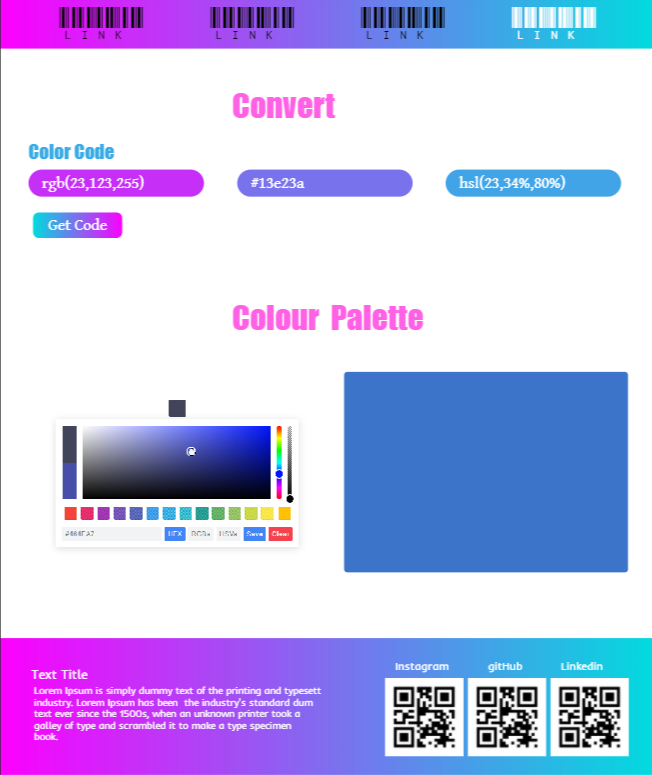 LINK LINK LINK LINK
Convert
Color Code
rgb(23,123,255) #13e23a hsl(23,34%,80%)
Get Code
Colour Palette
HEX RGBa HSVa Save Clear
Instagram gitHub Linkedin
Text Title
Lorem Ipsum is simply dummy text of the printing and typesett
industry. Lorem Ipsum has been the industry's standard dum
text ever since the 1500s, when an unknown printer took a
galley of type and scrambled it to make a type specimen
book.